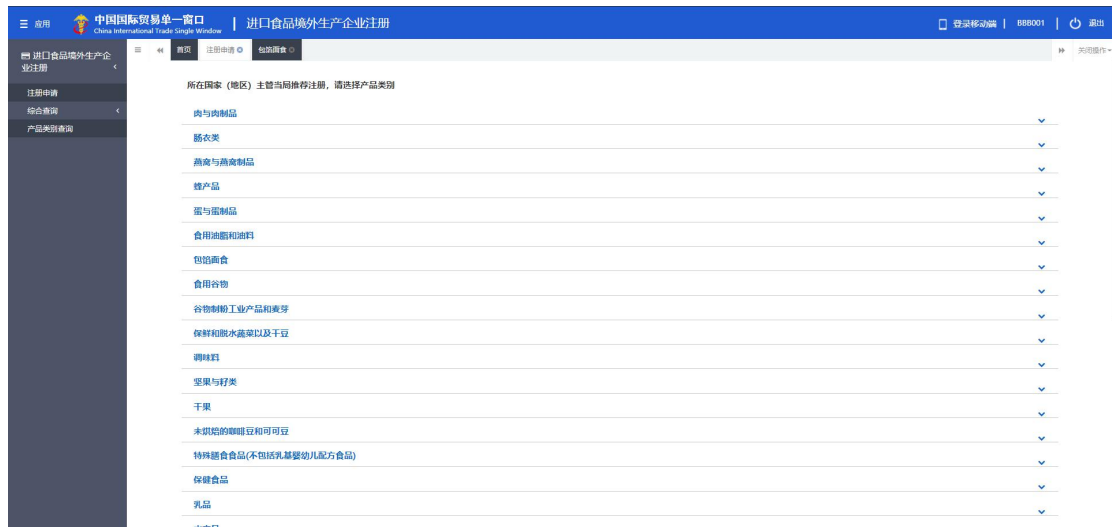 应用
中国国际贸易单一窗口
China International Trade Single Window
进口食品境外生产企业注册
登录移动端
BBB001
退出
进口食品境外生产企业注册
首页
注册申请
包馅面食
关闭操作
注册申请
综合查询
产品类别查询
所在国家（地区）主管当局推荐注册，请选择产品类别
肉与肉制品
肠衣类
燕窝与燕窝制品
蜂产品
蛋与蛋制品
食用油脂和油料
包馅面食
食用谷物
谷物制粉工业产品和麦芽
保鲜和脱水蔬菜以及干豆
调味料
坚果与籽类
干果
未烘焙的咖啡豆和可可豆
特殊膳食食品(不包括乳基婴幼儿配方食品)
保健食品
乳品